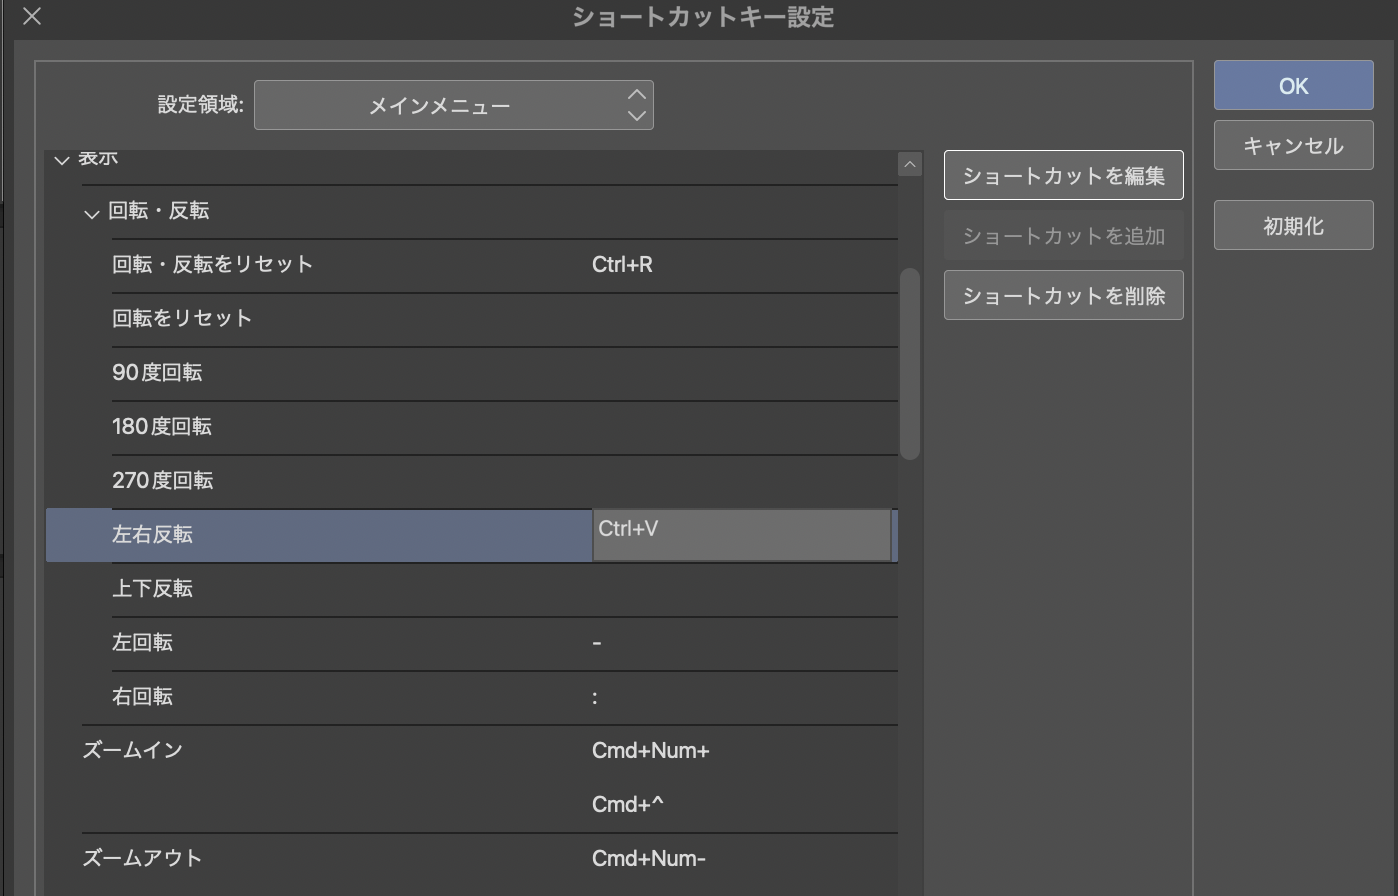 ショートカットキー設定
設定領域: メインメニュー
OK
キャンセル
初期化
ショートカットを編集
ショートカットを追加
ショートカットを削除
表示
回転・反転
回転・反転をリセット Ctrl+R
回転をリセット
90度回転
180度回転
270度回転
左右反転 Ctrl+V
上下反転
左回転 -
右回転 :
ズームイン Cmd+Num+
Cmd+^
ズームアウト Cmd+Num-